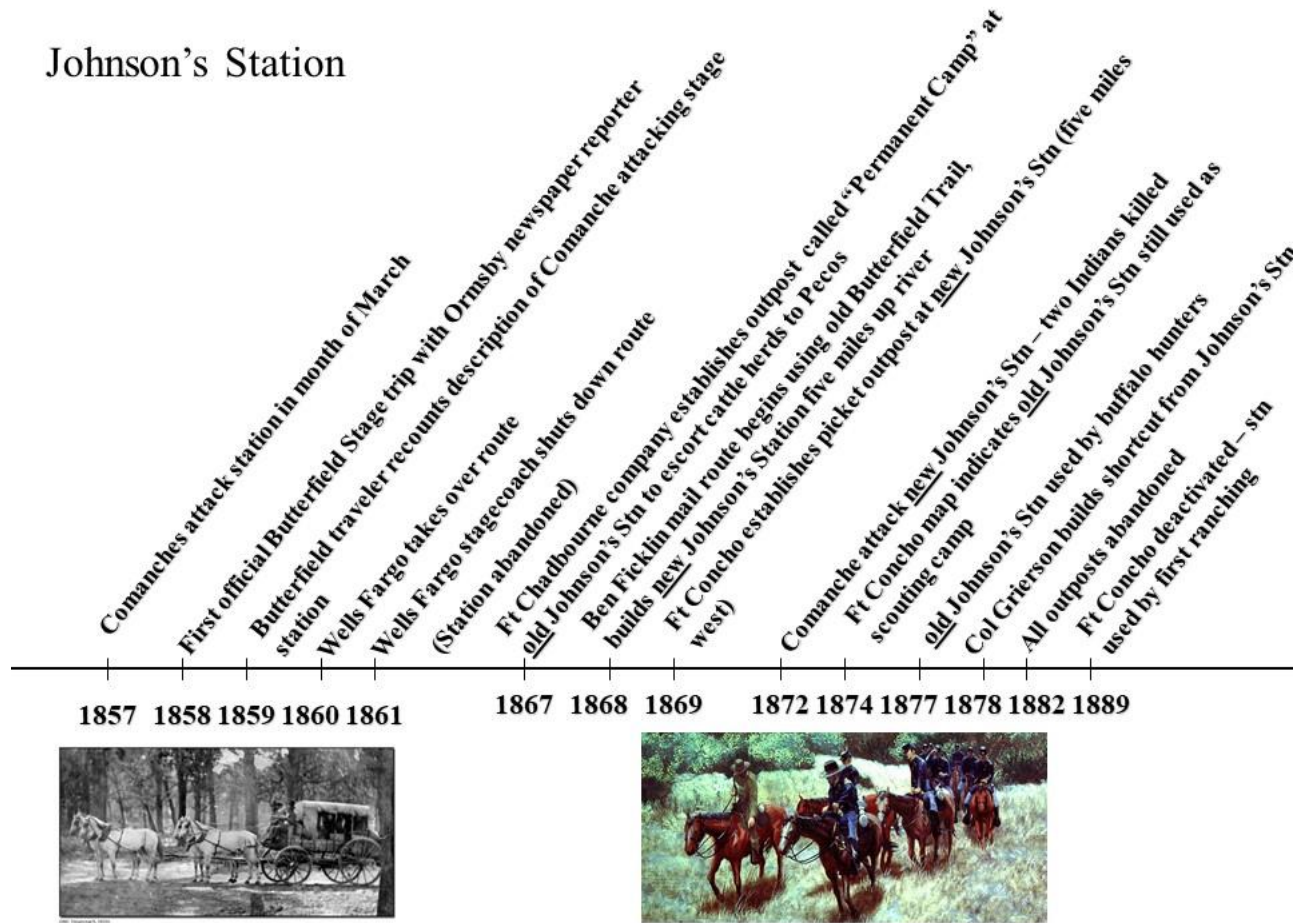 Johnson's Station
Comanches attack station in month of March
First official Butterfield Stage trip with Ormsby newspaper reporter
Butterfield traveler recounts description of Comanche attacking stage
station
Wells Fargo takes over route
Wells Fargo stagecoach shuts down route
(Station abandoned)
Ft Chadbourne company establishes outpost called “Permanent Camp” at
old Johnson's Stn to escort cattle herds to Pecos
Ben Ficklin mail route begins using old Butterfield Trail,
builds new Johnson's Station five miles up river
Ft Concho establishes picket outpost at new Johnson's Stn (five miles
west)
Comanche attack new Johnson's Stn – two Indians killed
Ft Concho map indicates old Johnson's Stn still used as
scouting camp
old Johnson's Stn used by buffalo hunters
Col Grierson builds shortcut from Johnson's Stn
All outposts abandoned
Ft Concho deactivated – stn
used by first ranching
1857 1858 1859 1860 1861 1867 1868 1869 1872 1874 1877 1878 1882 1889